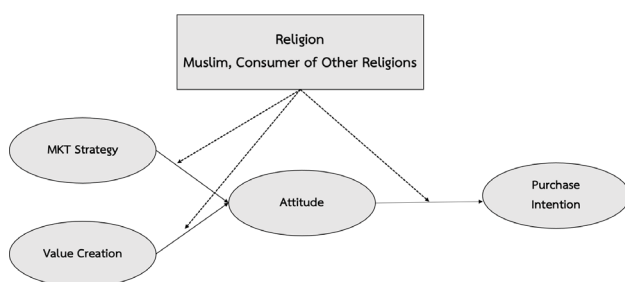 Religion
Muslim, Consumer of Other Religions
MKT Strategy
Attitude
Purchase
Intention
Value Creation